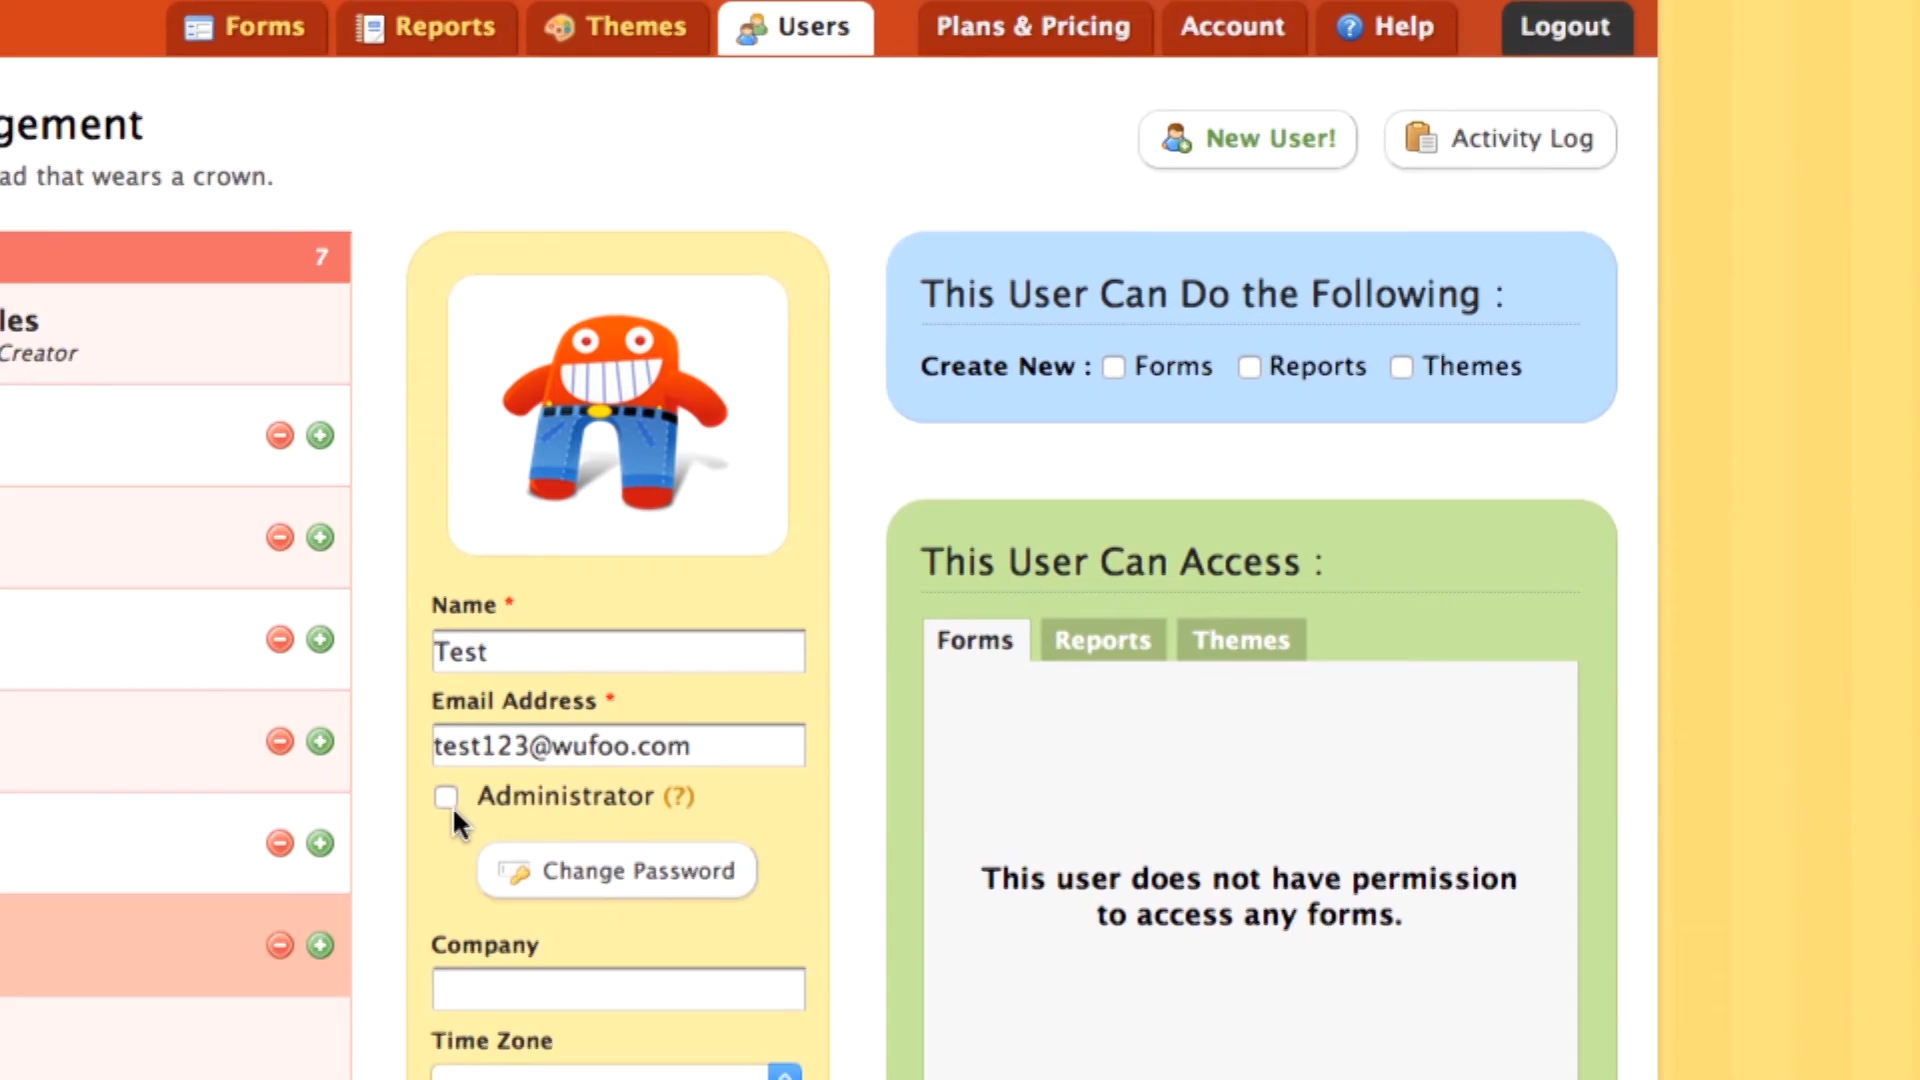 Forms
Reports
Themes
Users
Plans & Pricing
Account
Help
Logout
gement
ad that wears a crown.
New User!
Activity Log
7
les
Creator
Name *
Test
Email Address *
test123@wufoo.com
Administrator (?)
Change Password
Company
Time Zone
This User Can Do the Following :
Create New : Forms Reports Themes
This User Can Access :
Forms Reports Themes
This user does not have permission
to access any forms.